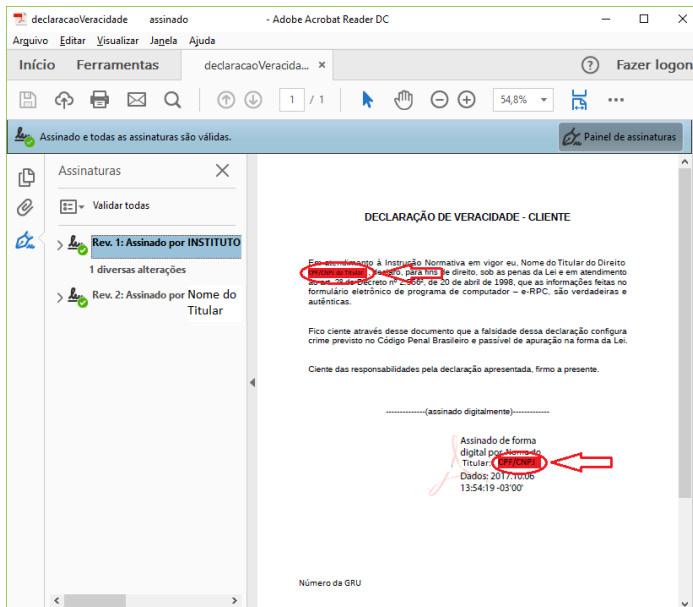 declaracaoVeracidade assinado - Adobe Acrobat Reader DC
Arquivo Editar Visualizar Janela Ajuda
Início Ferramentas declaracaoVeracida... × ? Fazer logon
1 / 1 54,8%
Assinado e todas as assinaturas são válidas. Painel de assinaturas
Assinaturas
Validar todas
Rev. 1: Assinado por INSTITUTO
1 diversas alterações
Rev. 2: Assinado por Nome do
Titular
DECLARAÇÃO DE VERACIDADE - CLIENTE
Em atendimento à Instrução Normativa em vigor eu, Nome do Titular do Direito
CPF/CNPJ do Titular, declaro, para fins de direito, sob as penas da Lei e em atendimento
ao art. 2º do Decreto nº 2.556, de 20 de abril de 1998, que as informações feitas no
formulário eletrônico de programa de computador – e-RPC, são verdadeiras e
autênticas.
Fico ciente através desse documento que a falsidade dessa declaração configura
crime previsto no Código Penal Brasileiro e passível de apuração na forma da Lei.
Ciente das responsabilidades pela declaração apresentada, firmo a presente.
--------------(assinado digitalmente)-------------
Assinado de forma
digital por Nome do
Titular: CPF/CNPJ
Dados: 2017.10.06
13:54:19 -03'00'
Número da GRU